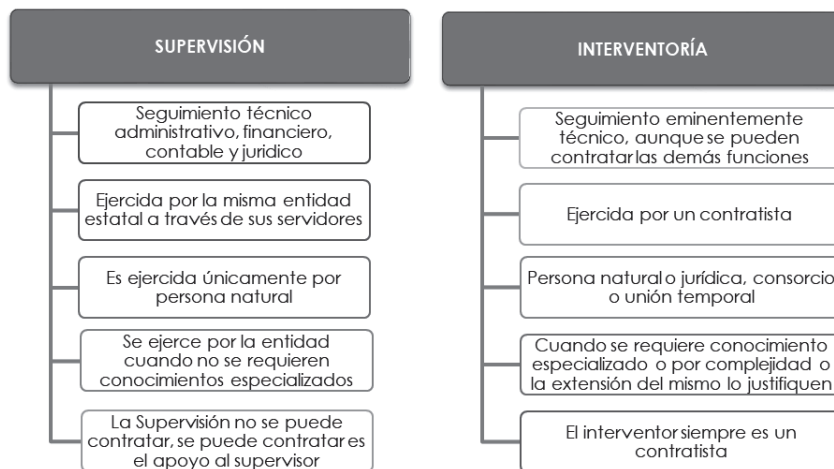 SUPERVISIÓN
Seguimiento técnico
administrativo, financiero,
contable y juridico
Ejercida por la misma entidad
estatal a través de sus servidores
Es ejercida únicamente por
persona natural
Se ejerce por la entidad
cuando no se requieren
conocimientos especializados
La Supervisión no se puede
contratar, se puede contratar es
el apoyo al supervisor
INTERVENTORÍA
Seguimiento eminentemente
técnico, aunque se pueden
contratar las demás funciones
Ejercida por un contratista
Persona natural o jurídica, consorcio
o unión temporal
Cuando se requiere conocimiento
especializado o por complejidad o
la extensión del mismo lo justifiquen
El interventor siempre es un
contratista